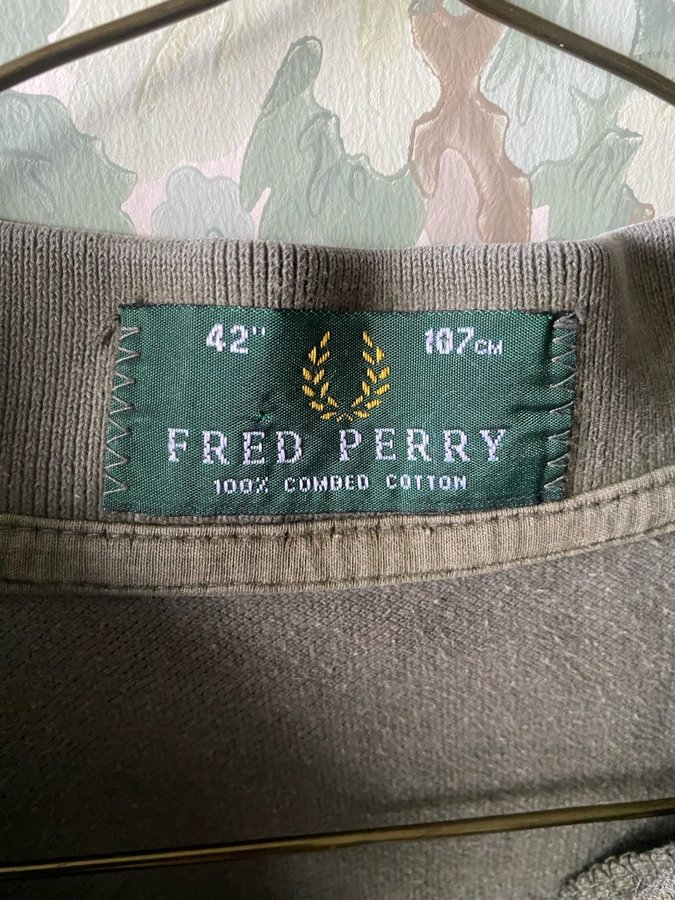 42" 107CM
FRED PERRY
100% COMBED COTTON